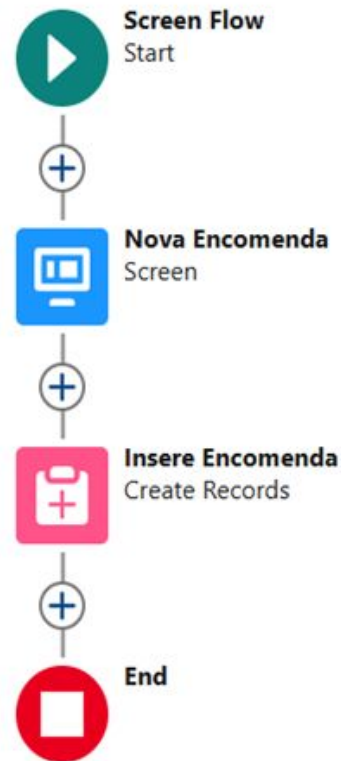 Screen Flow
Start
Nova Encomenda
Screen
Insere Encomenda
Create Records
End